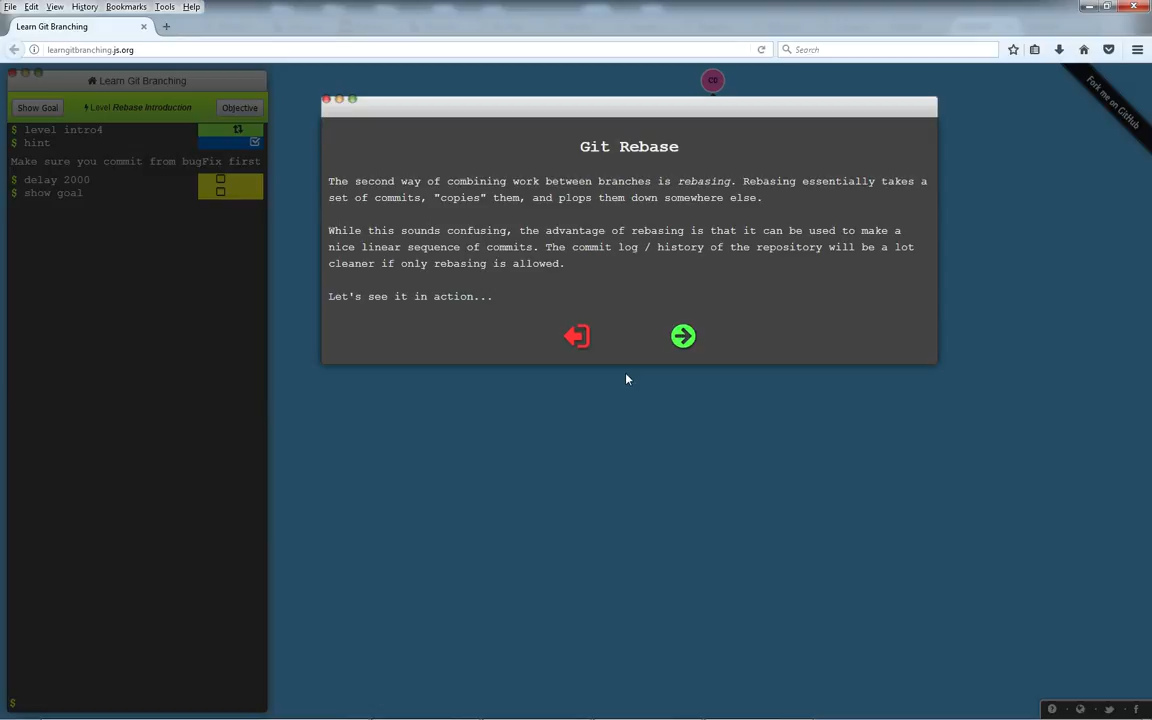 File Edit View History Bookmarks Tools Help
Learn Git Branching
learngitbranching.js.org
Search
Learn Git Branching
Show Goal
Level Rebase Introduction
Objective
$ level intro4
$ hint
Make sure you commit from bugFix first
$ delay 2000
$ show goal
$
C0
Fork me on GitHub
Git Rebase
The second way of combining work between branches is rebasing. Rebasing essentially takes a
set of commits, "copies" them, and plops them down somewhere else.
While this sounds confusing, the advantage of rebasing is that it can be used to make a
nice linear sequence of commits. The commit log / history of the repository will be a lot
cleaner if only rebasing is allowed.
Let's see it in action...